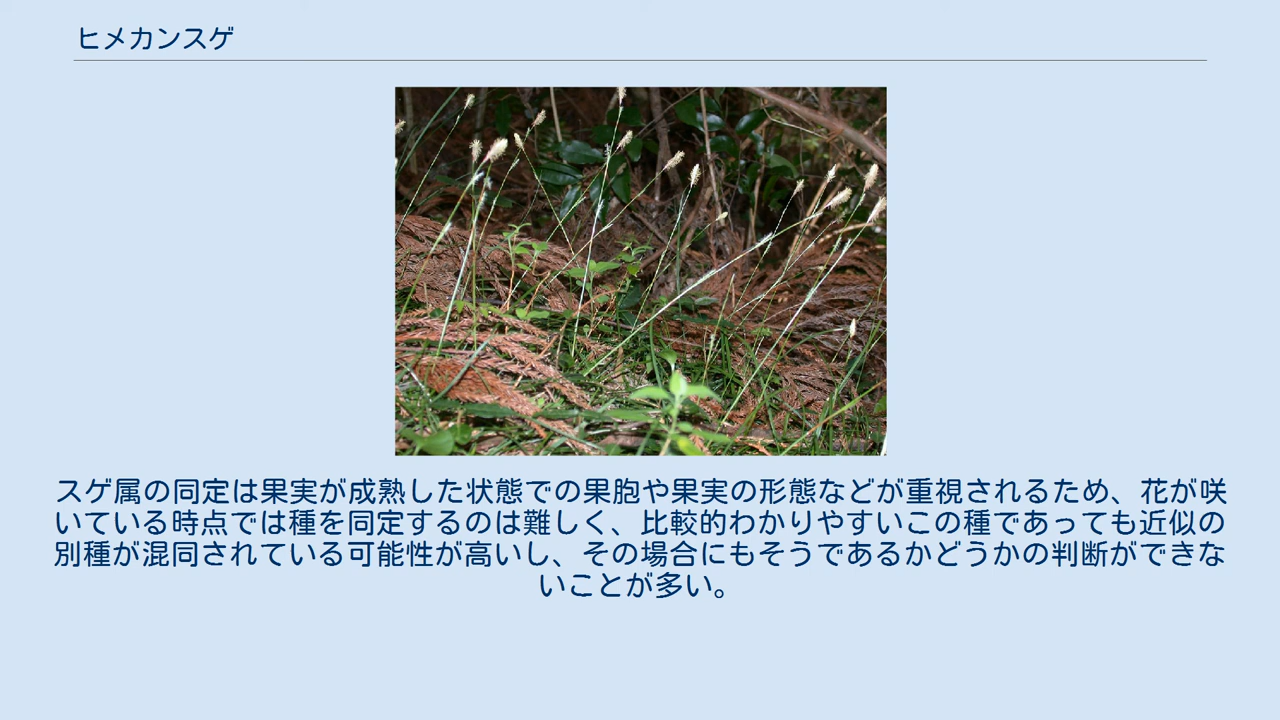 ヒメカンスゲ
スゲ属の同定は果実が成熟した状態での果胞や果実の形態などが重視されるため、花が咲
いている時点では種を同定するのは難しく、比較的わかりやすいこの種であっても近似の
別種が混同されている可能性が高いし、その場合にもそうであるかどうかの判断ができな
いことが多い。